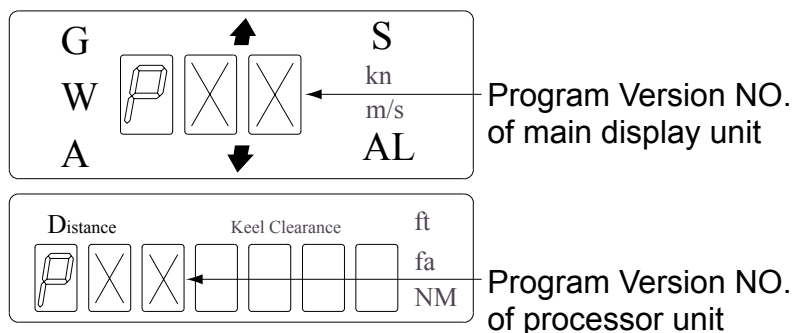 G S
W P X X kn
m/s
A AL
Program Version NO.
of main display unit
Distance Keel Clearance ft
P X X fa
NM
Program Version NO.
of processor unit